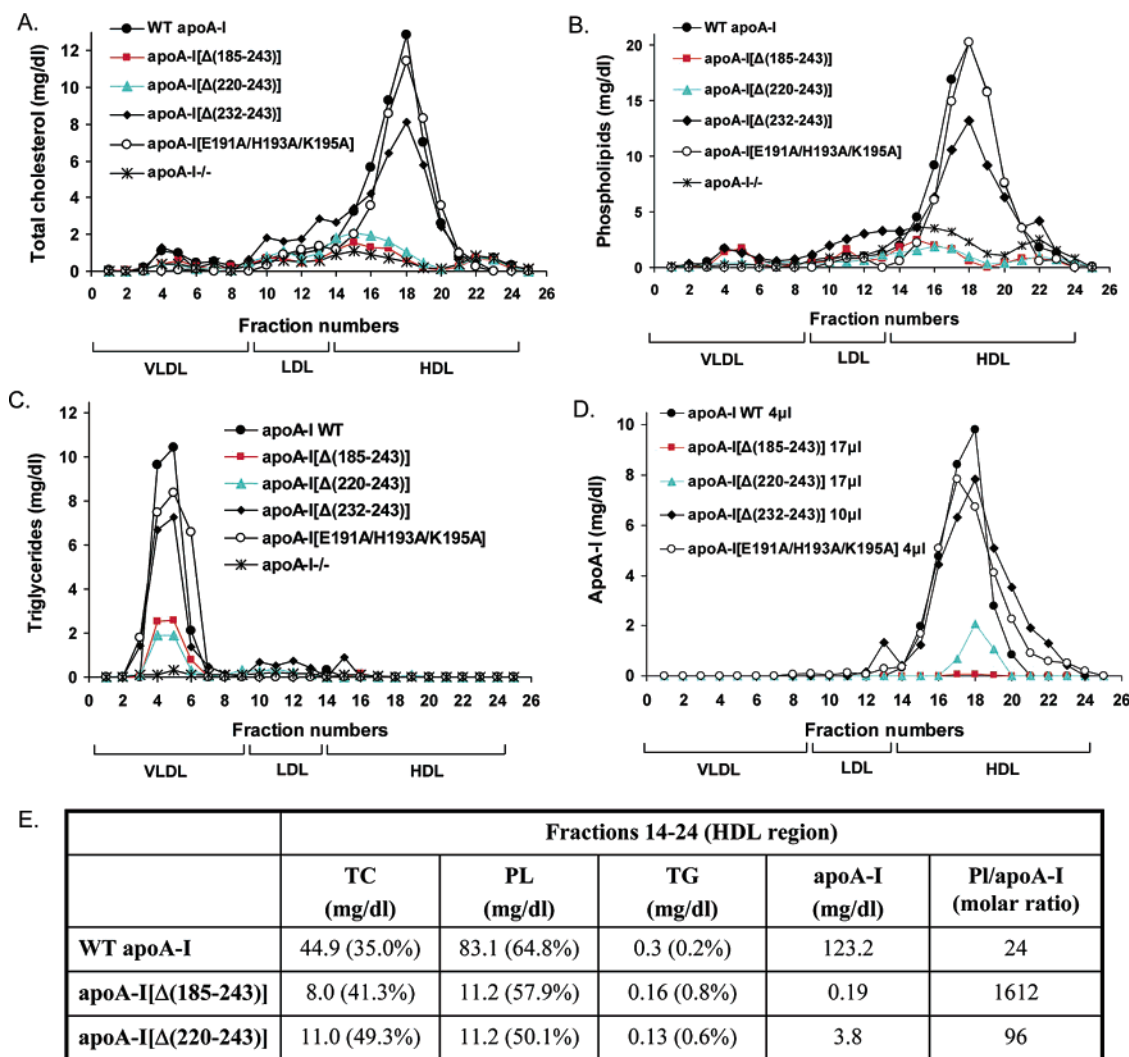 A.
WT apoA-I
apoA-I[Δ(185-243)]
apoA-I[Δ(220-243)]
apoA-I[Δ(232-243)]
apoA-I[E191A/H193A/K195A]
apoA-I-/-
Total cholesterol (mg/dl)
12
10
8
6
4
2
0
0 2 4 6 8 10 12 14 16 18 20 22 24 26
Fraction numbers
VLDL LDL HDL
B.
WT apoA-I
apoA-I[Δ(185-243)]
apoA-I[Δ(220-243)]
apoA-I[Δ(232-243)]
apoA-I[E191A/H193A/K195A]
apoA-I-/-
Phospholipids (mg/dl)
20
15
10
5
0
0 2 4 6 8 10 12 14 16 18 20 22 24 26
Fraction numbers
VLDL LDL HDL
C.
apoA-I WT
apoA-I[Δ(185-243)]
apoA-I[Δ(220-243)]
apoA-I[Δ(232-243)]
apoA-I[E191A/H193A/K195A]
apoA-I-/-
Triglycerides (mg/dl)
12
10
8
6
4
2
0
0 2 4 6 8 10 12 14 16 18 20 22 24 26
Fraction numbers
VLDL LDL HDL
D.
apoA-I WT 4µl
apoA-I[Δ(185-243)] 17µl
apoA-I[Δ(220-243)] 17µl
apoA-I[Δ(232-243)] 10µl
apoA-I[E191A/H193A/K195A] 4µl
ApoA-I (mg/dl)
10
8
6
4
2
0
0 2 4 6 8 10 12 14 16 18 20 22 24 26
Fraction numbers
VLDL LDL HDL
E.
Fractions 14-24 (HDL region)
TC PL TG apoA-I Pl/apoA-I
(mg/dl) (mg/dl) (mg/dl) (mg/dl) (molar ratio)
WT apoA-I 44.9 (35.0%) 83.1 (64.8%) 0.3 (0.2%) 123.2 24
apoA-I[Δ(185-243)] 8.0 (41.3%) 11.2 (57.9%) 0.16 (0.8%) 0.19 1612
apoA-I[Δ(220-243)] 11.0 (49.3%) 11.2 (50.1%) 0.13 (0.6%) 3.8 96